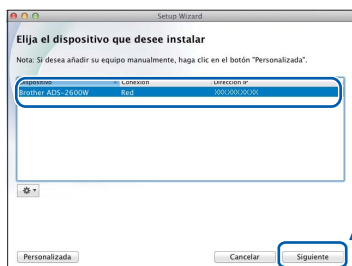 Setup Wizard
Elija el dispositivo que desee instalar
Nota: Si desea añadir su equipo manualmente, haga clic en el botón "Personalizada".
Dispositivo Conexión Dirección IP
Brother ADS-2600W Red XXX.XXX.XX.XX
Personalizada Cancelar Siguiente